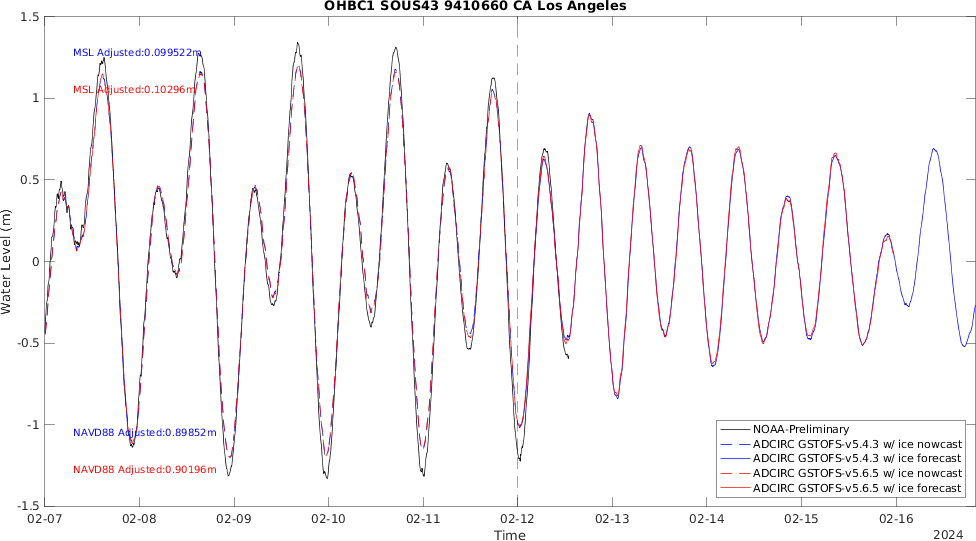 OHBC1 SOUS43 9410660 CA Los Angeles
1.5
MSL Adjusted:0.099522m
MSL Adjusted:0.10296m
1
0.5
0
Water Level (m)
-0.5
-1
NAVD88 Adjusted:0.89852m
NAVD88 Adjusted:0.90196m
-1.5
NOAA-Preliminary
ADCIRC GSTOFS-v5.4.3 w/ ice nowcast
ADCIRC GSTOFS-v5.4.3 w/ ice forecast
ADCIRC GSTOFS-v5.6.5 w/ ice nowcast
ADCIRC GSTOFS-v5.6.5 w/ ice forecast
02-07 02-08 02-09 02-10 02-11 02-12 02-13 02-14 02-15 02-16
Time
2024